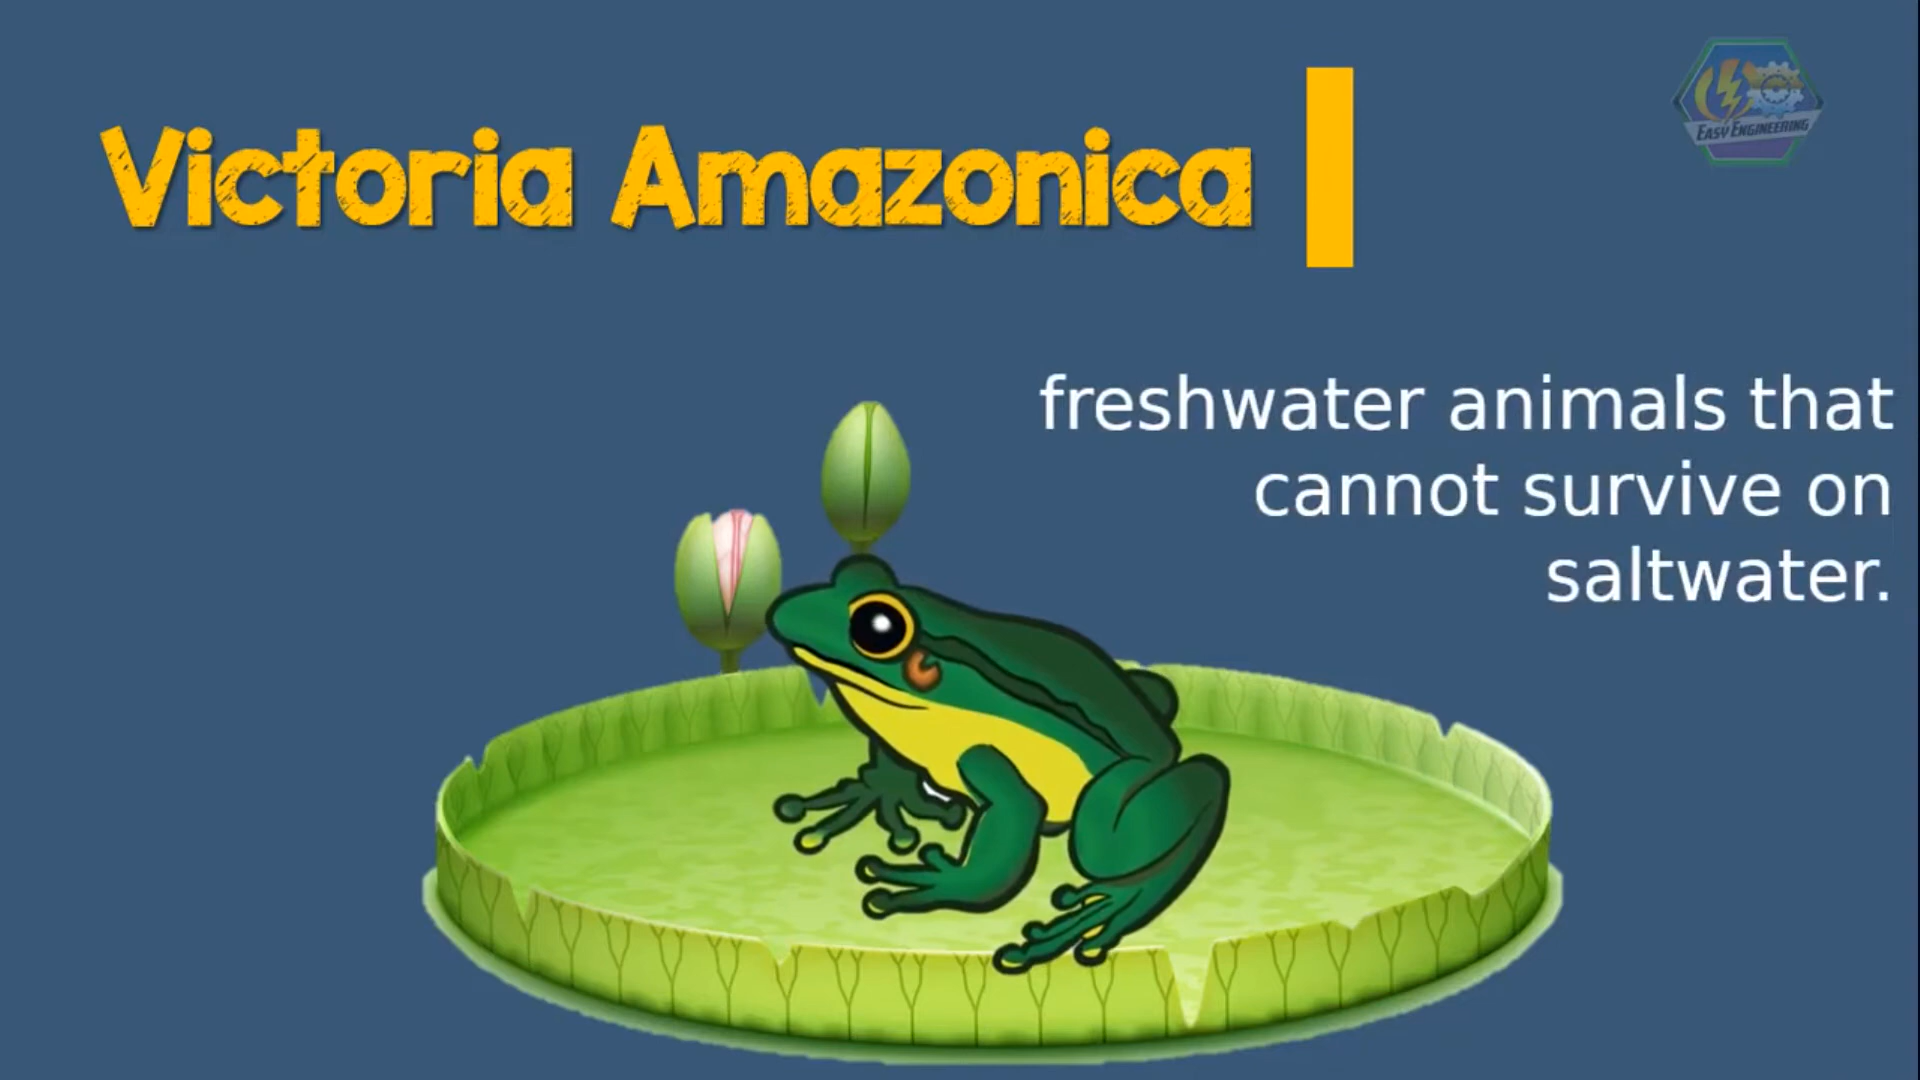 Victoria Amazonica
EASY ENGINEERING
freshwater animals that
cannot survive on
saltwater.